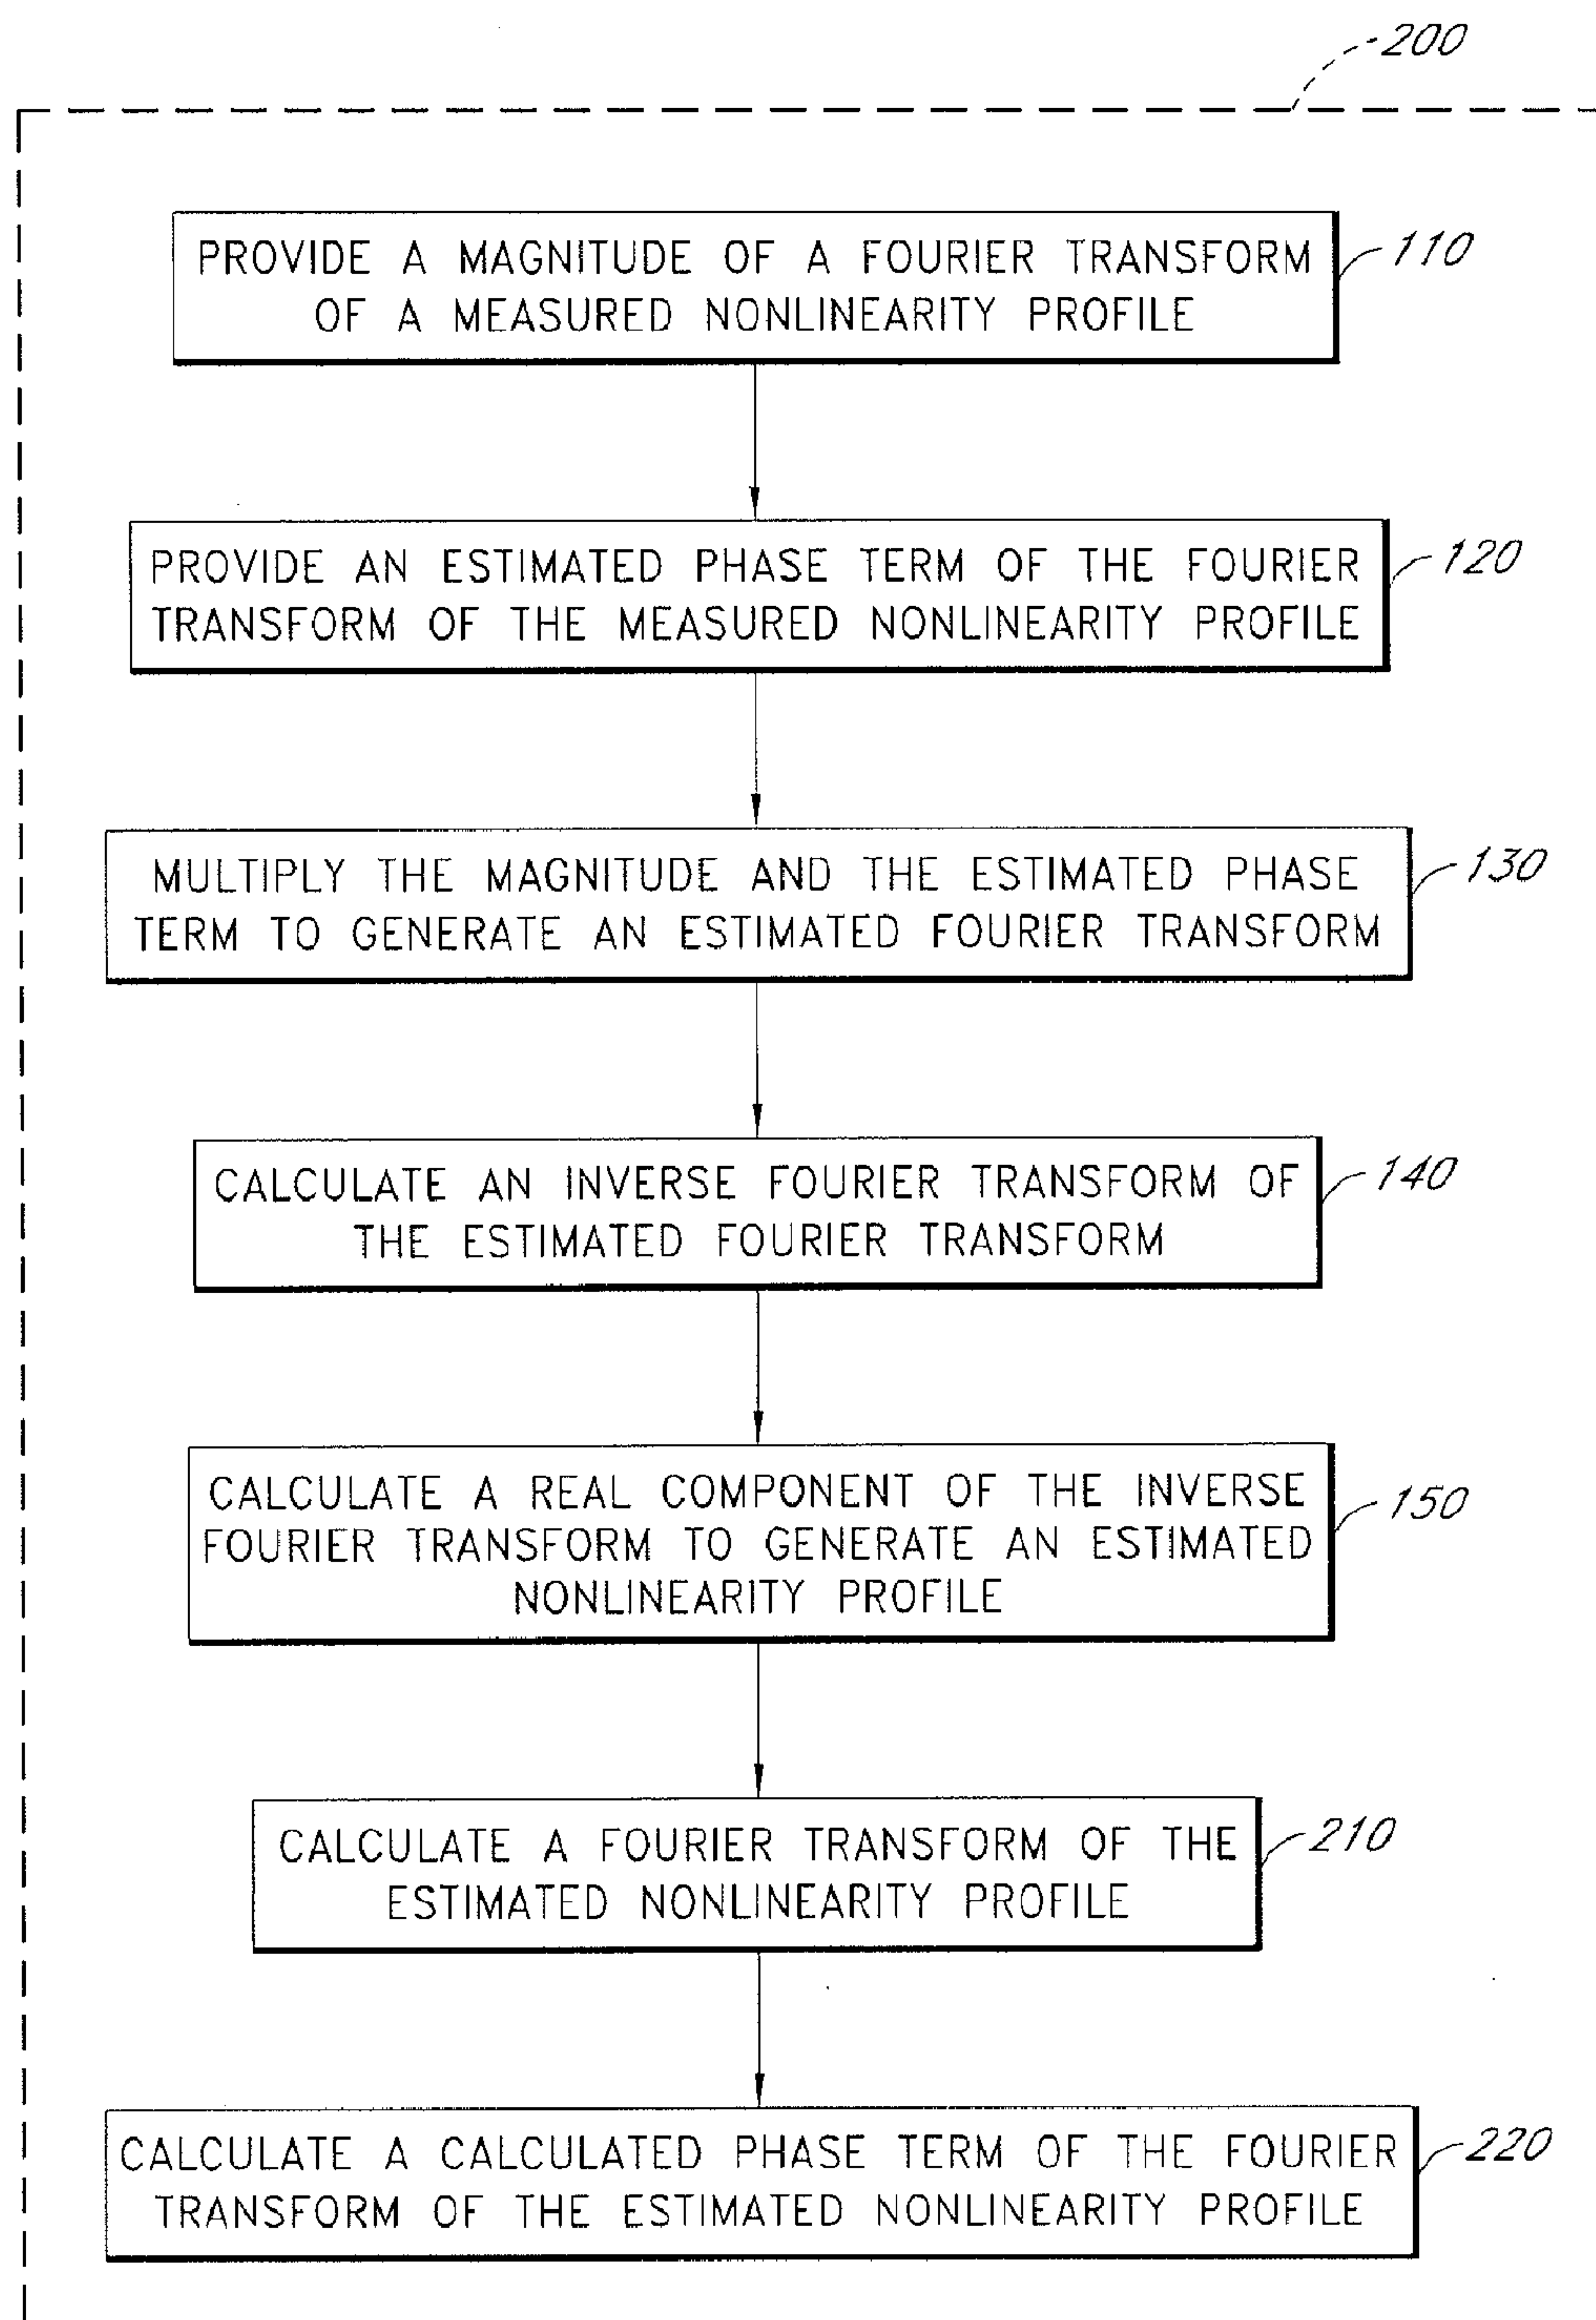 200
PROVIDE A MAGNITUDE OF A FOURIER TRANSFORM
OF A MEASURED NONLINEARITY PROFILE
110
PROVIDE AN ESTIMATED PHASE TERM OF THE FOURIER
TRANSFORM OF THE MEASURED NONLINEARITY PROFILE
120
MULTIPLY THE MAGNITUDE AND THE ESTIMATED PHASE
TERM TO GENERATE AN ESTIMATED FOURIER TRANSFORM
130
CALCULATE AN INVERSE FOURIER TRANSFORM OF
THE ESTIMATED FOURIER TRANSFORM
140
CALCULATE A REAL COMPONENT OF THE INVERSE
FOURIER TRANSFORM TO GENERATE AN ESTIMATED
NONLINEARITY PROFILE
150
CALCULATE A FOURIER TRANSFORM OF THE
ESTIMATED NONLINEARITY PROFILE
210
CALCULATE A CALCULATED PHASE TERM OF THE FOURIER
TRANSFORM OF THE ESTIMATED NONLINEARITY PROFILE
220